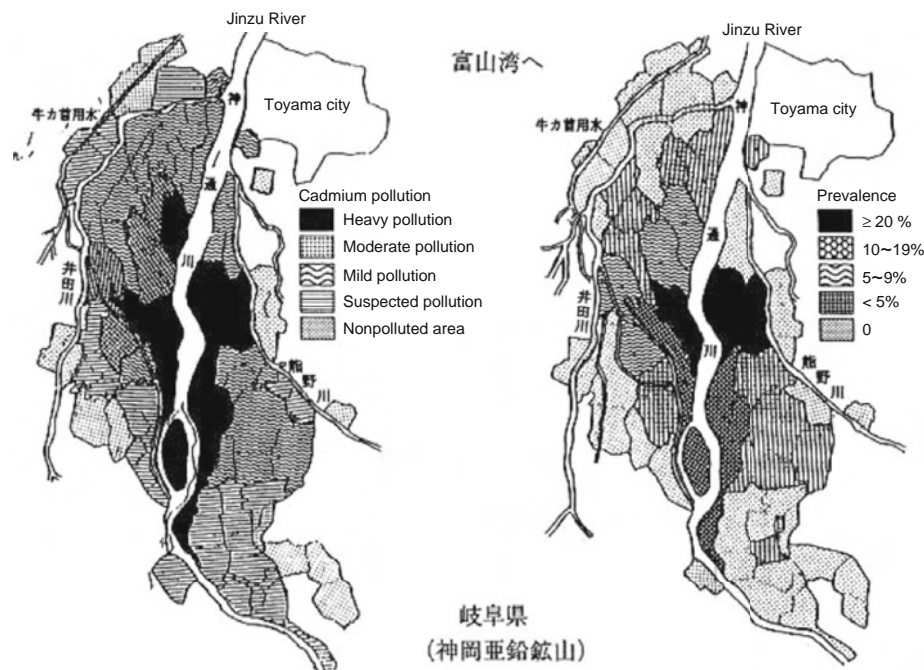 Jinzu River
Toyama city
牛カ首用水
神
通
川
井田川
熊野川
Cadmium pollution
Heavy pollution
Moderate pollution
Mild pollution
Suspected pollution
Nonpolluted area
富山湾へ
岐阜県
(神岡亜鉛鉱山)
Jinzu River
Toyama city
牛カ首用水
神
通
川
井田川
熊野川
Prevalence
≥ 20 %
10~19%
5~9%
< 5%
0